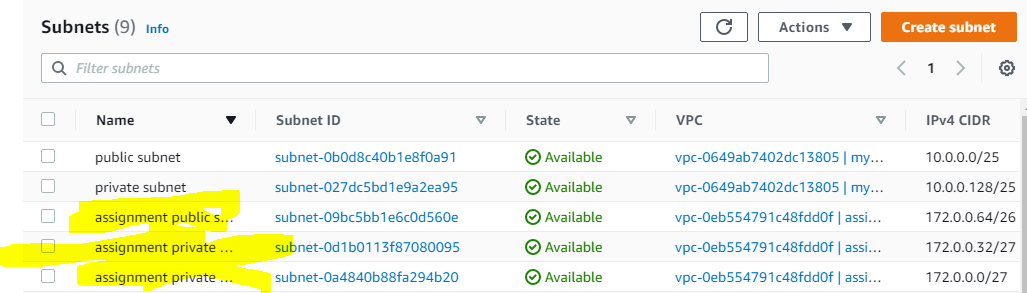 Subnets (9) Info Actions Create subnet
Filter subnets 1
Name Subnet ID State VPC IPv4 CIDR
public subnet subnet-0b0d8c40b1e8f0a91 Available vpc-0649ab7402dc13805 | my... 10.0.0.0/25
private subnet subnet-027dc5bd1e9a2ea95 Available vpc-0649ab7402dc13805 | my... 10.0.0.128/25
assignment public s... subnet-09bc5bb1e6c0d560e Available vpc-0eb554791c48fdd0f | assi... 172.0.0.64/26
assignment private ... subnet-0d1b0113f87080095 Available vpc-0eb554791c48fdd0f | assi... 172.0.0.32/27
assignment private ... subnet-0a4840b88fa294b20 Available vpc-0eb554791c48fdd0f | assi... 172.0.0.0/27